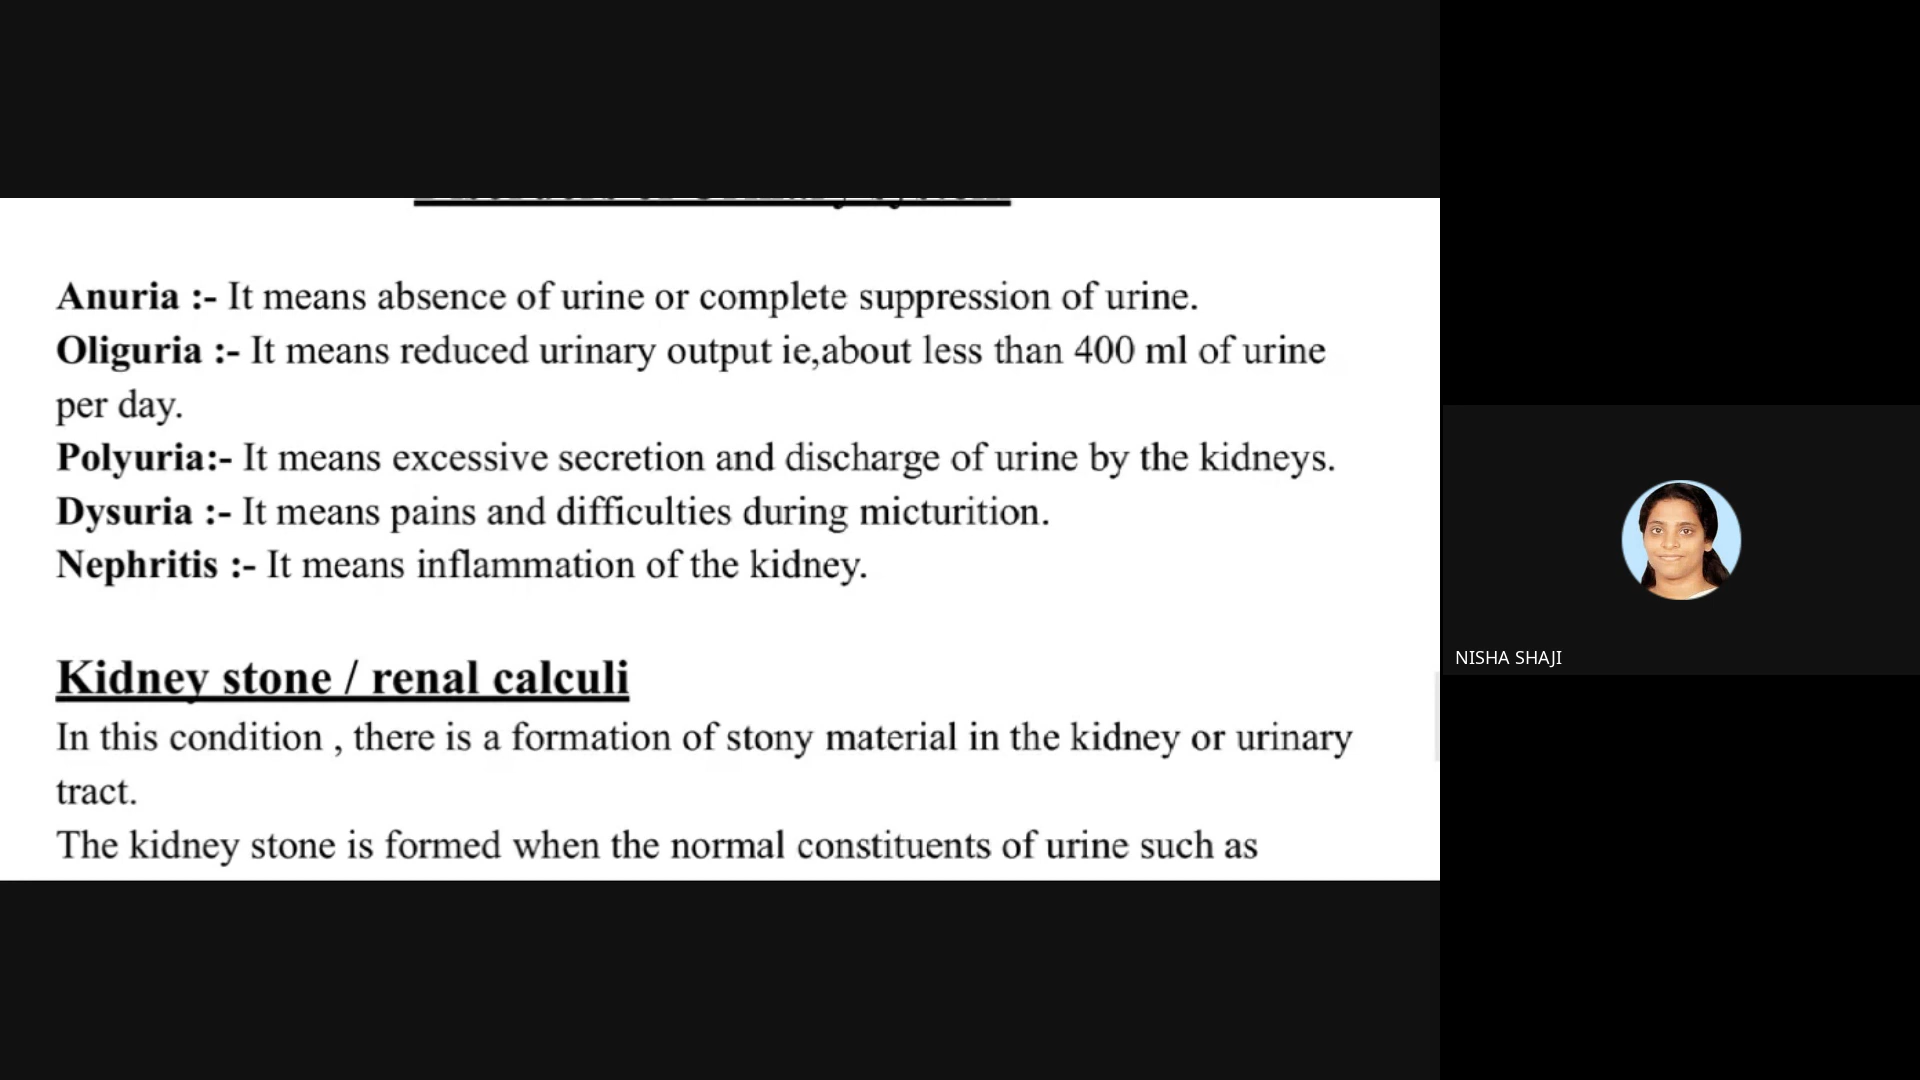 Anuria :- It means absence of urine or complete suppression of urine.
Oliguria :- It means reduced urinary output ie,about less than 400 ml of urine
per day.
Polyuria:- It means excessive secretion and discharge of urine by the kidneys.
Dysuria :- It means pains and difficulties during micturition.
Nephritis :- It means inflammation of the kidney.
Kidney stone / renal calculi
In this condition , there is a formation of stony material in the kidney or urinary
tract.
The kidney stone is formed when the normal constituents of urine such as
NISHA SHAJI